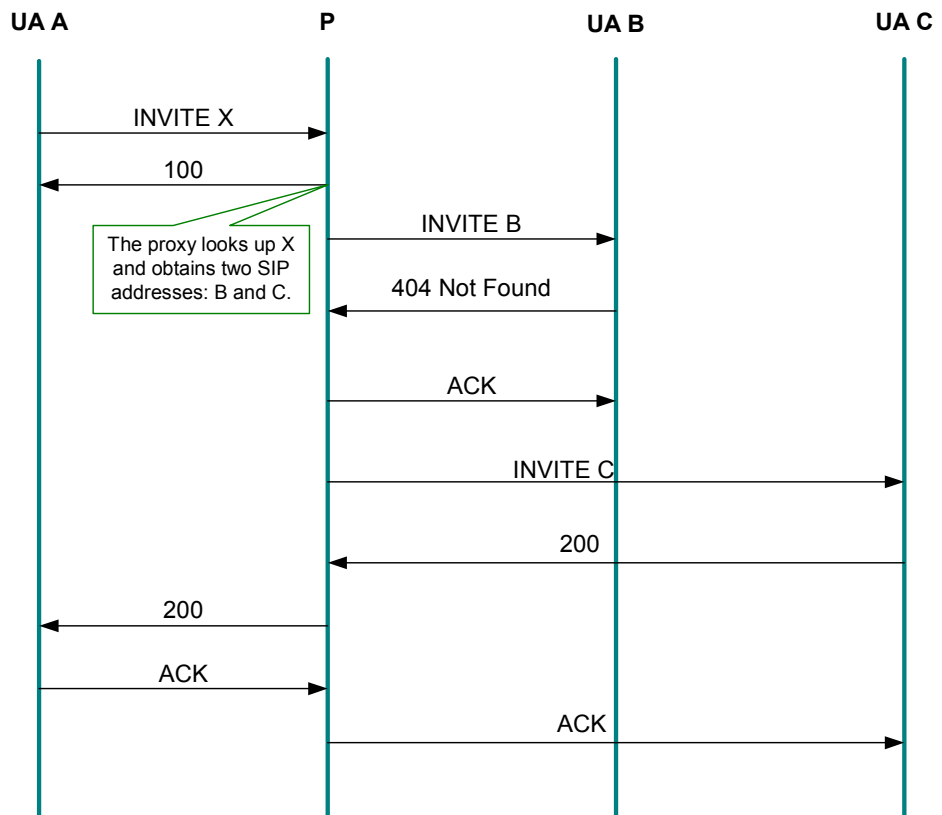 UA A
P
UA B
UA C
INVITE X
100
The proxy looks up X
and obtains two SIP
addresses: B and C.
INVITE B
404 Not Found
ACK
INVITE C
200
200
ACK
ACK